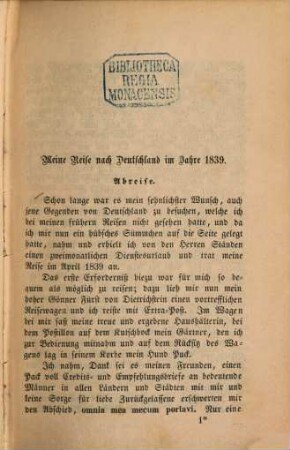 BIBLIOTHECA
REGIA
MONACENSIS
Meine Reise nach Deutschland im Jahre 1839.
Abreise.
Schon lange war es mein sehnlichster Wunsch, auch
jene Gegenden von Deutschland zu besuchen, welche ich
bei meinen frühern Reisen nicht gesehen hatte, und da
ich mir nun ein hübsches Sümmchen auf die Seite gelegt
hatte, nahm und erhielt ich von den Herren Ständen
einen zweimonatlichen Dienstesurlaub und trat meine
Reise im April 1839 an.
Das erste Erforderniß hiezu war für mich so be-
quem als möglich zu reisen; dazu lieh mir nun mein
hoher Gönner Fürst von Dietrichstein einen vortrefflichen
Reisewagen und ich reiste mit Extra-Post. Im Wagen
bei mir saß meine treue und ergebene Haushälterin, bei
dem Postillon auf dem Kutschbock mein Gärtner, den ich
zur Bedienung mitnahm und auf dem Rücksitz des Wa-
gens lag in seinem Korbe mein Hund Puck.
Ich nahm, Dank sei es meinen Freunden, einen
Pack voll Credits- und Empfehlungsbriefe an bedeutende
Männer in allen Ländern und Städten mit mir und
keine Sorge für liebe Zurückgelassene erschwerten mir
den Abschied, omnia mea mecum portavi. Nur eine
1*